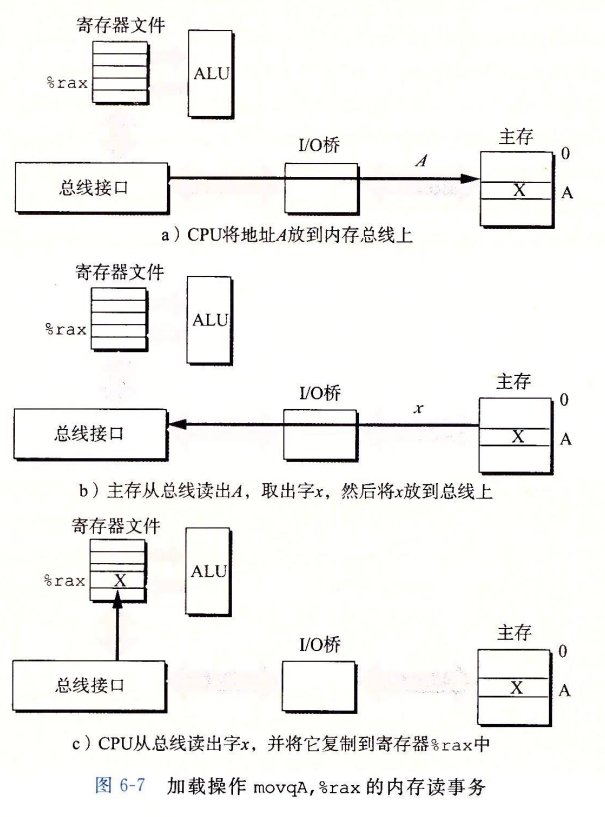 寄存器文件
%rax
ALU
I/O桥
主存
0
A
总线接口
X
A
a）CPU将地址A放到内存总线上
寄存器文件
%rax
ALU
I/O桥
主存
0
x
总线接口
X
A
b）主存从总线读出A，取出字x，然后将x放到总线上
寄存器文件
%rax
X
ALU
I/O桥
主存
0
总线接口
X
A
c）CPU从总线读出字x，并将它复制到寄存器%rax中
图 6-7 加载操作 movqA,%rax 的内存读事务